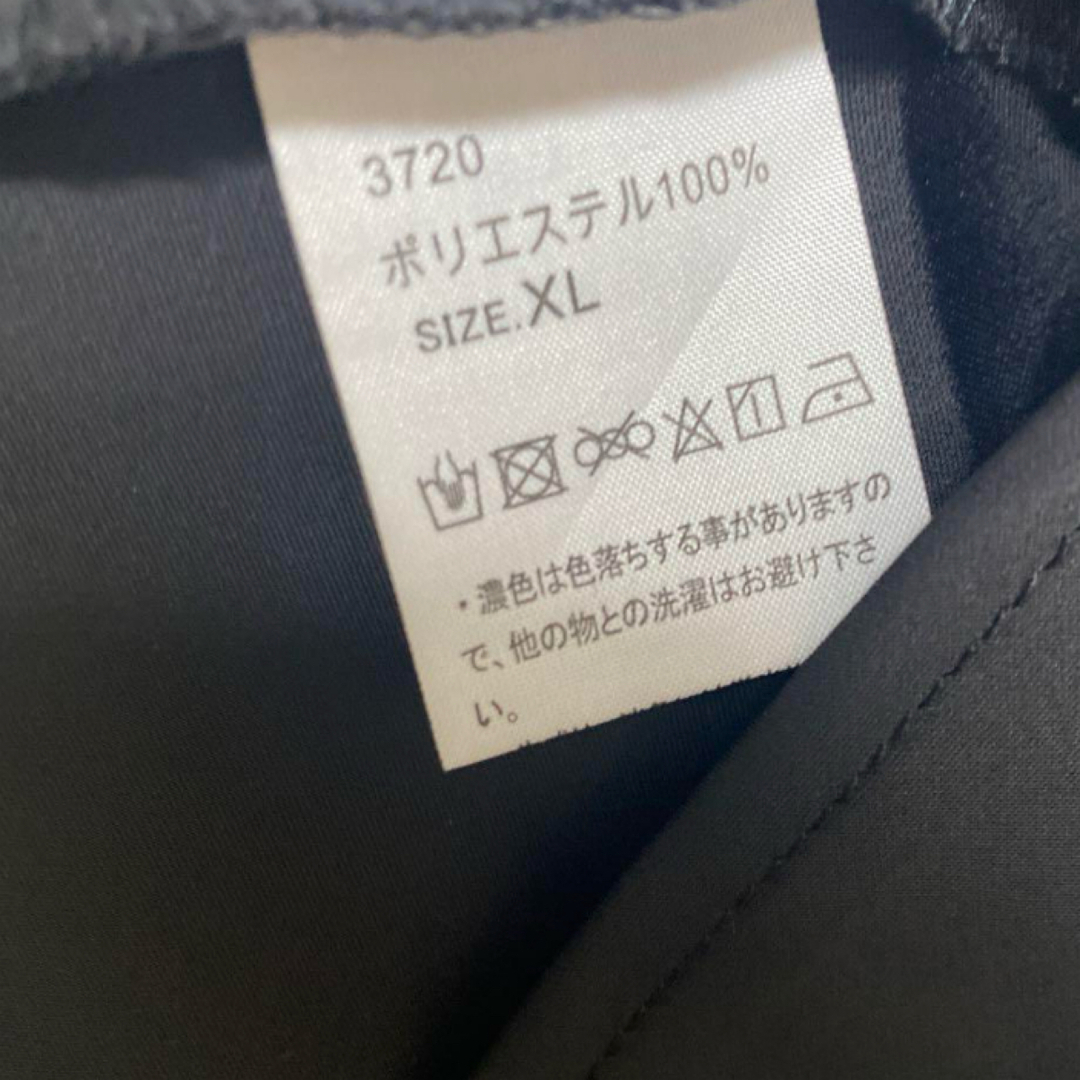 3720
ポリエステル100%
SIZE.XL
・濃色は色落ちする事がありますの
で、他の物との洗濯はお避け下さ
い。